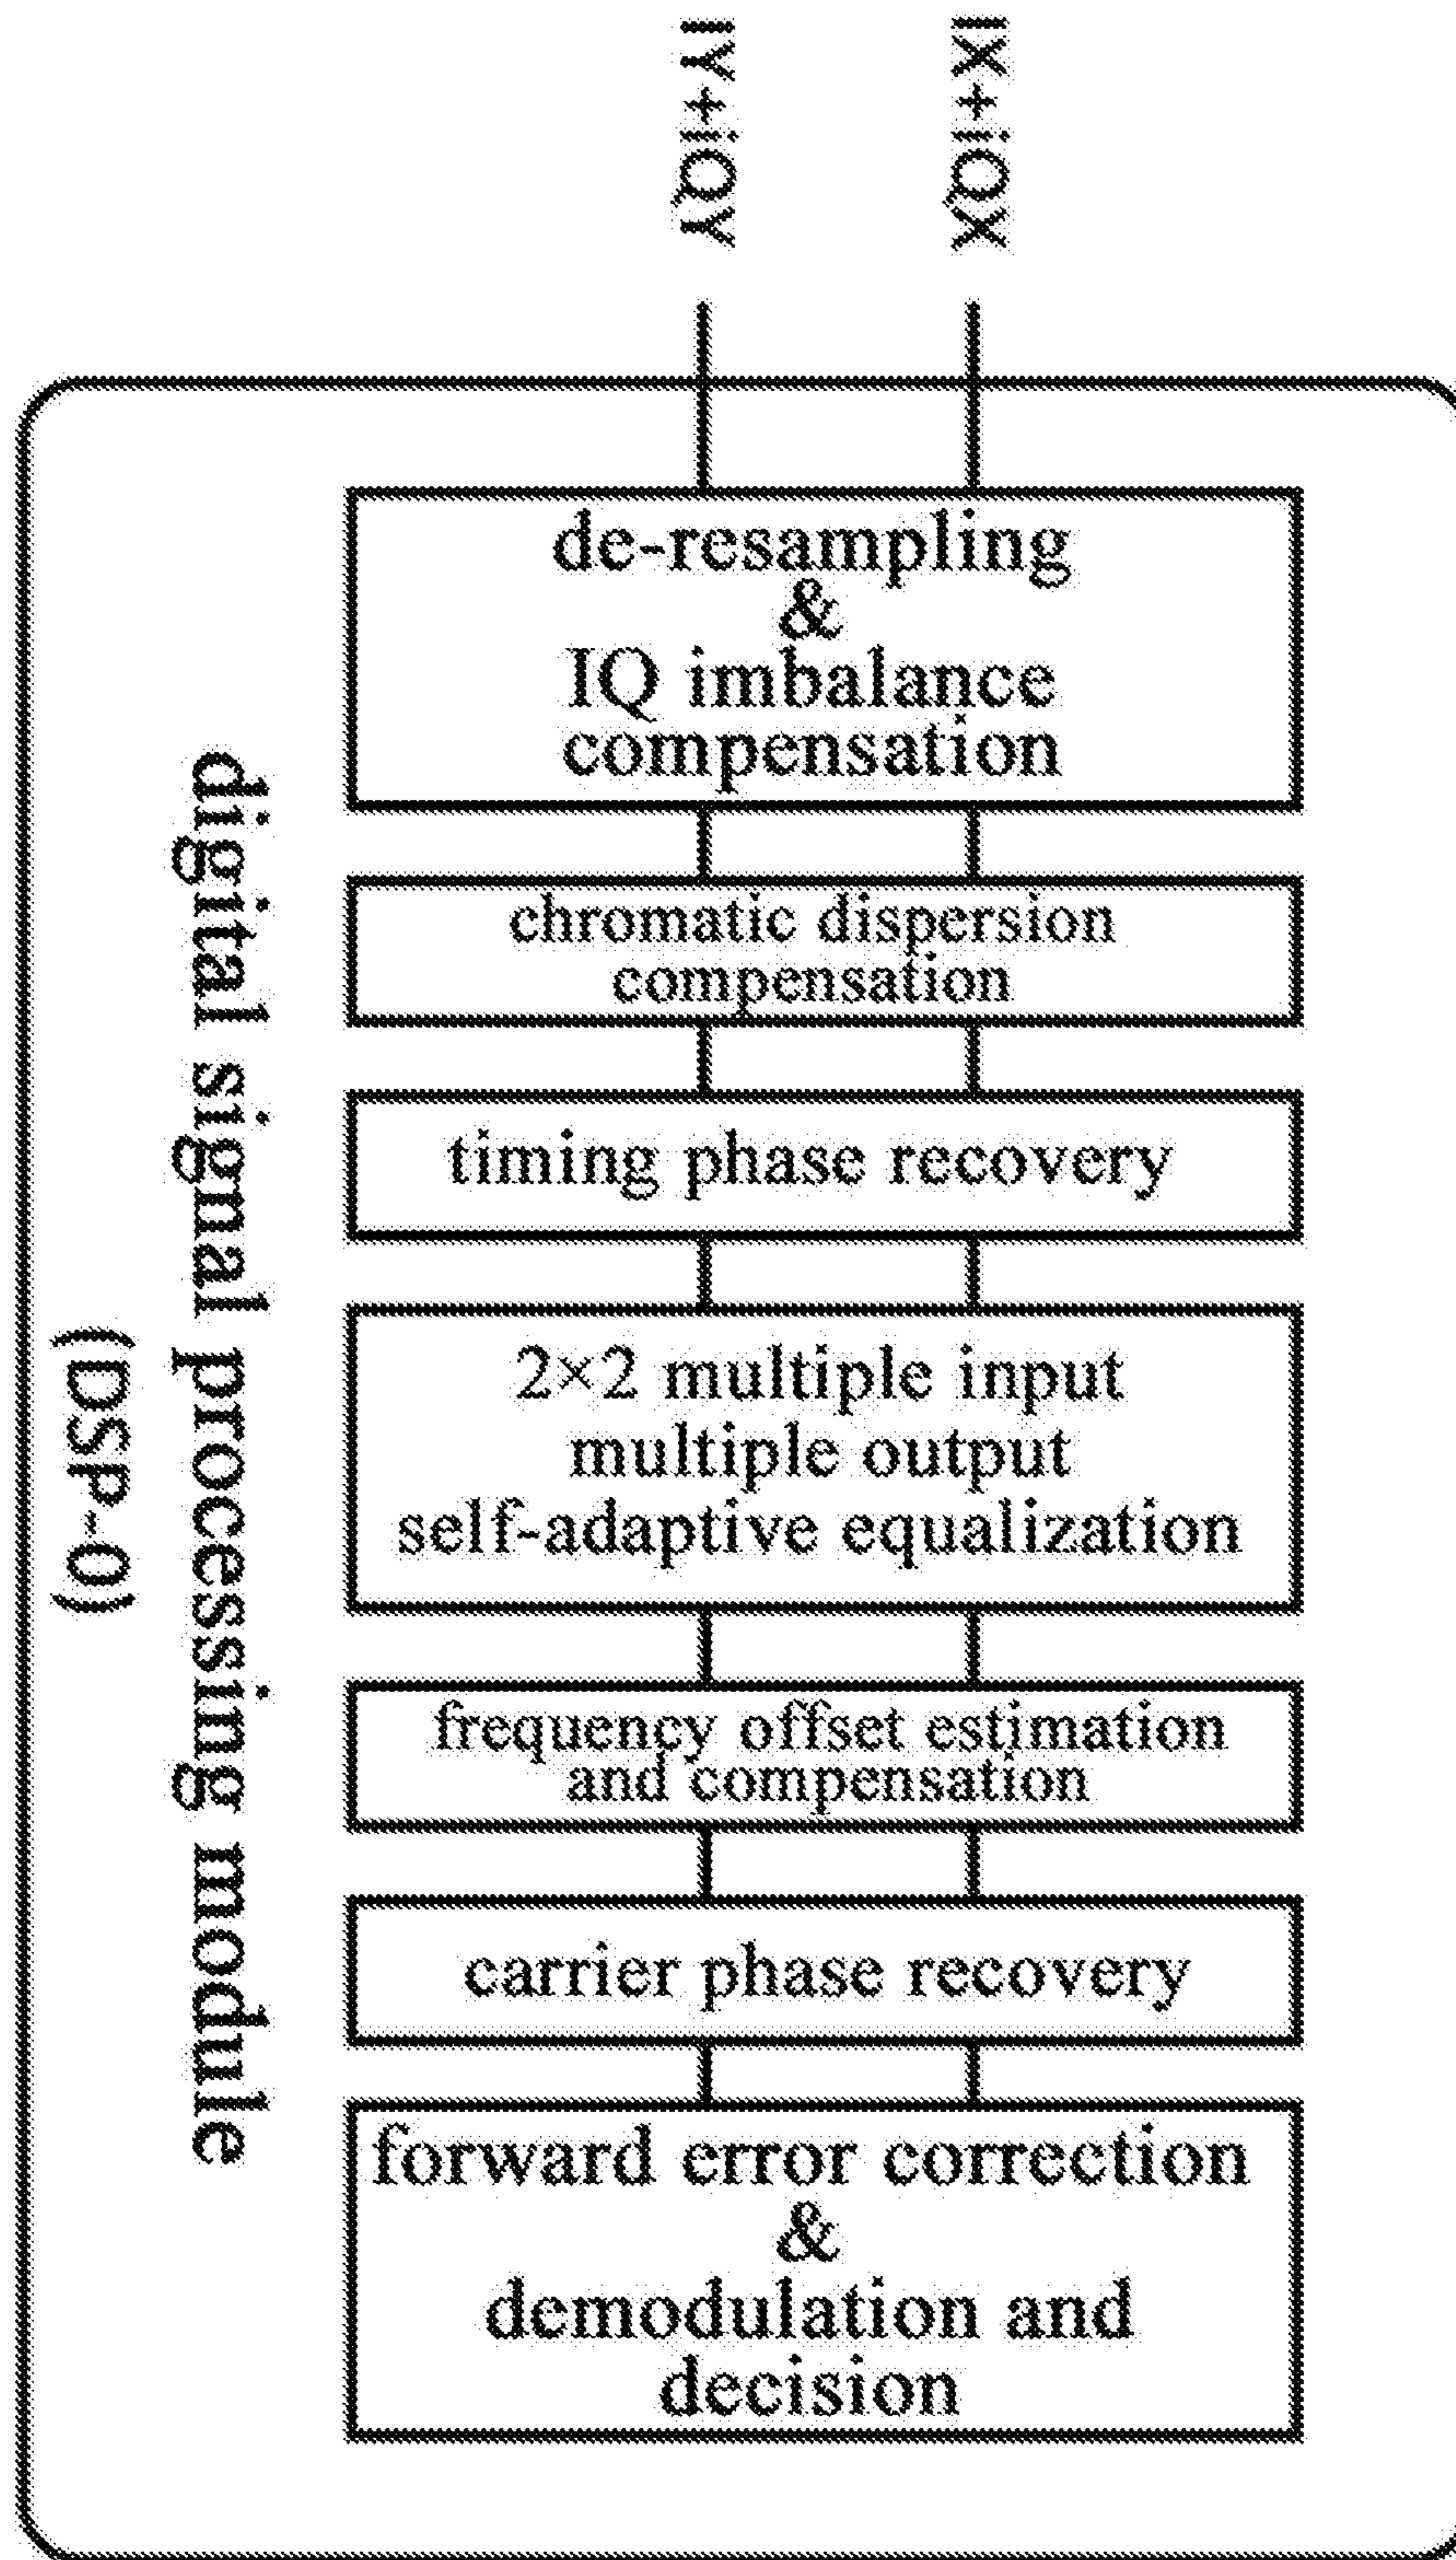 IX+iQX
IY+iQY
de-resampling
&
IQ imbalance
compensation
chromatic dispersion
compensation
timing phase recovery
2×2 multiple input
multiple output
self-adaptive equalization
frequency offset estimation
and compensation
carrier phase recovery
forward error correction
&
demodulation and
decision
digital signal processing module
(DSP-0)